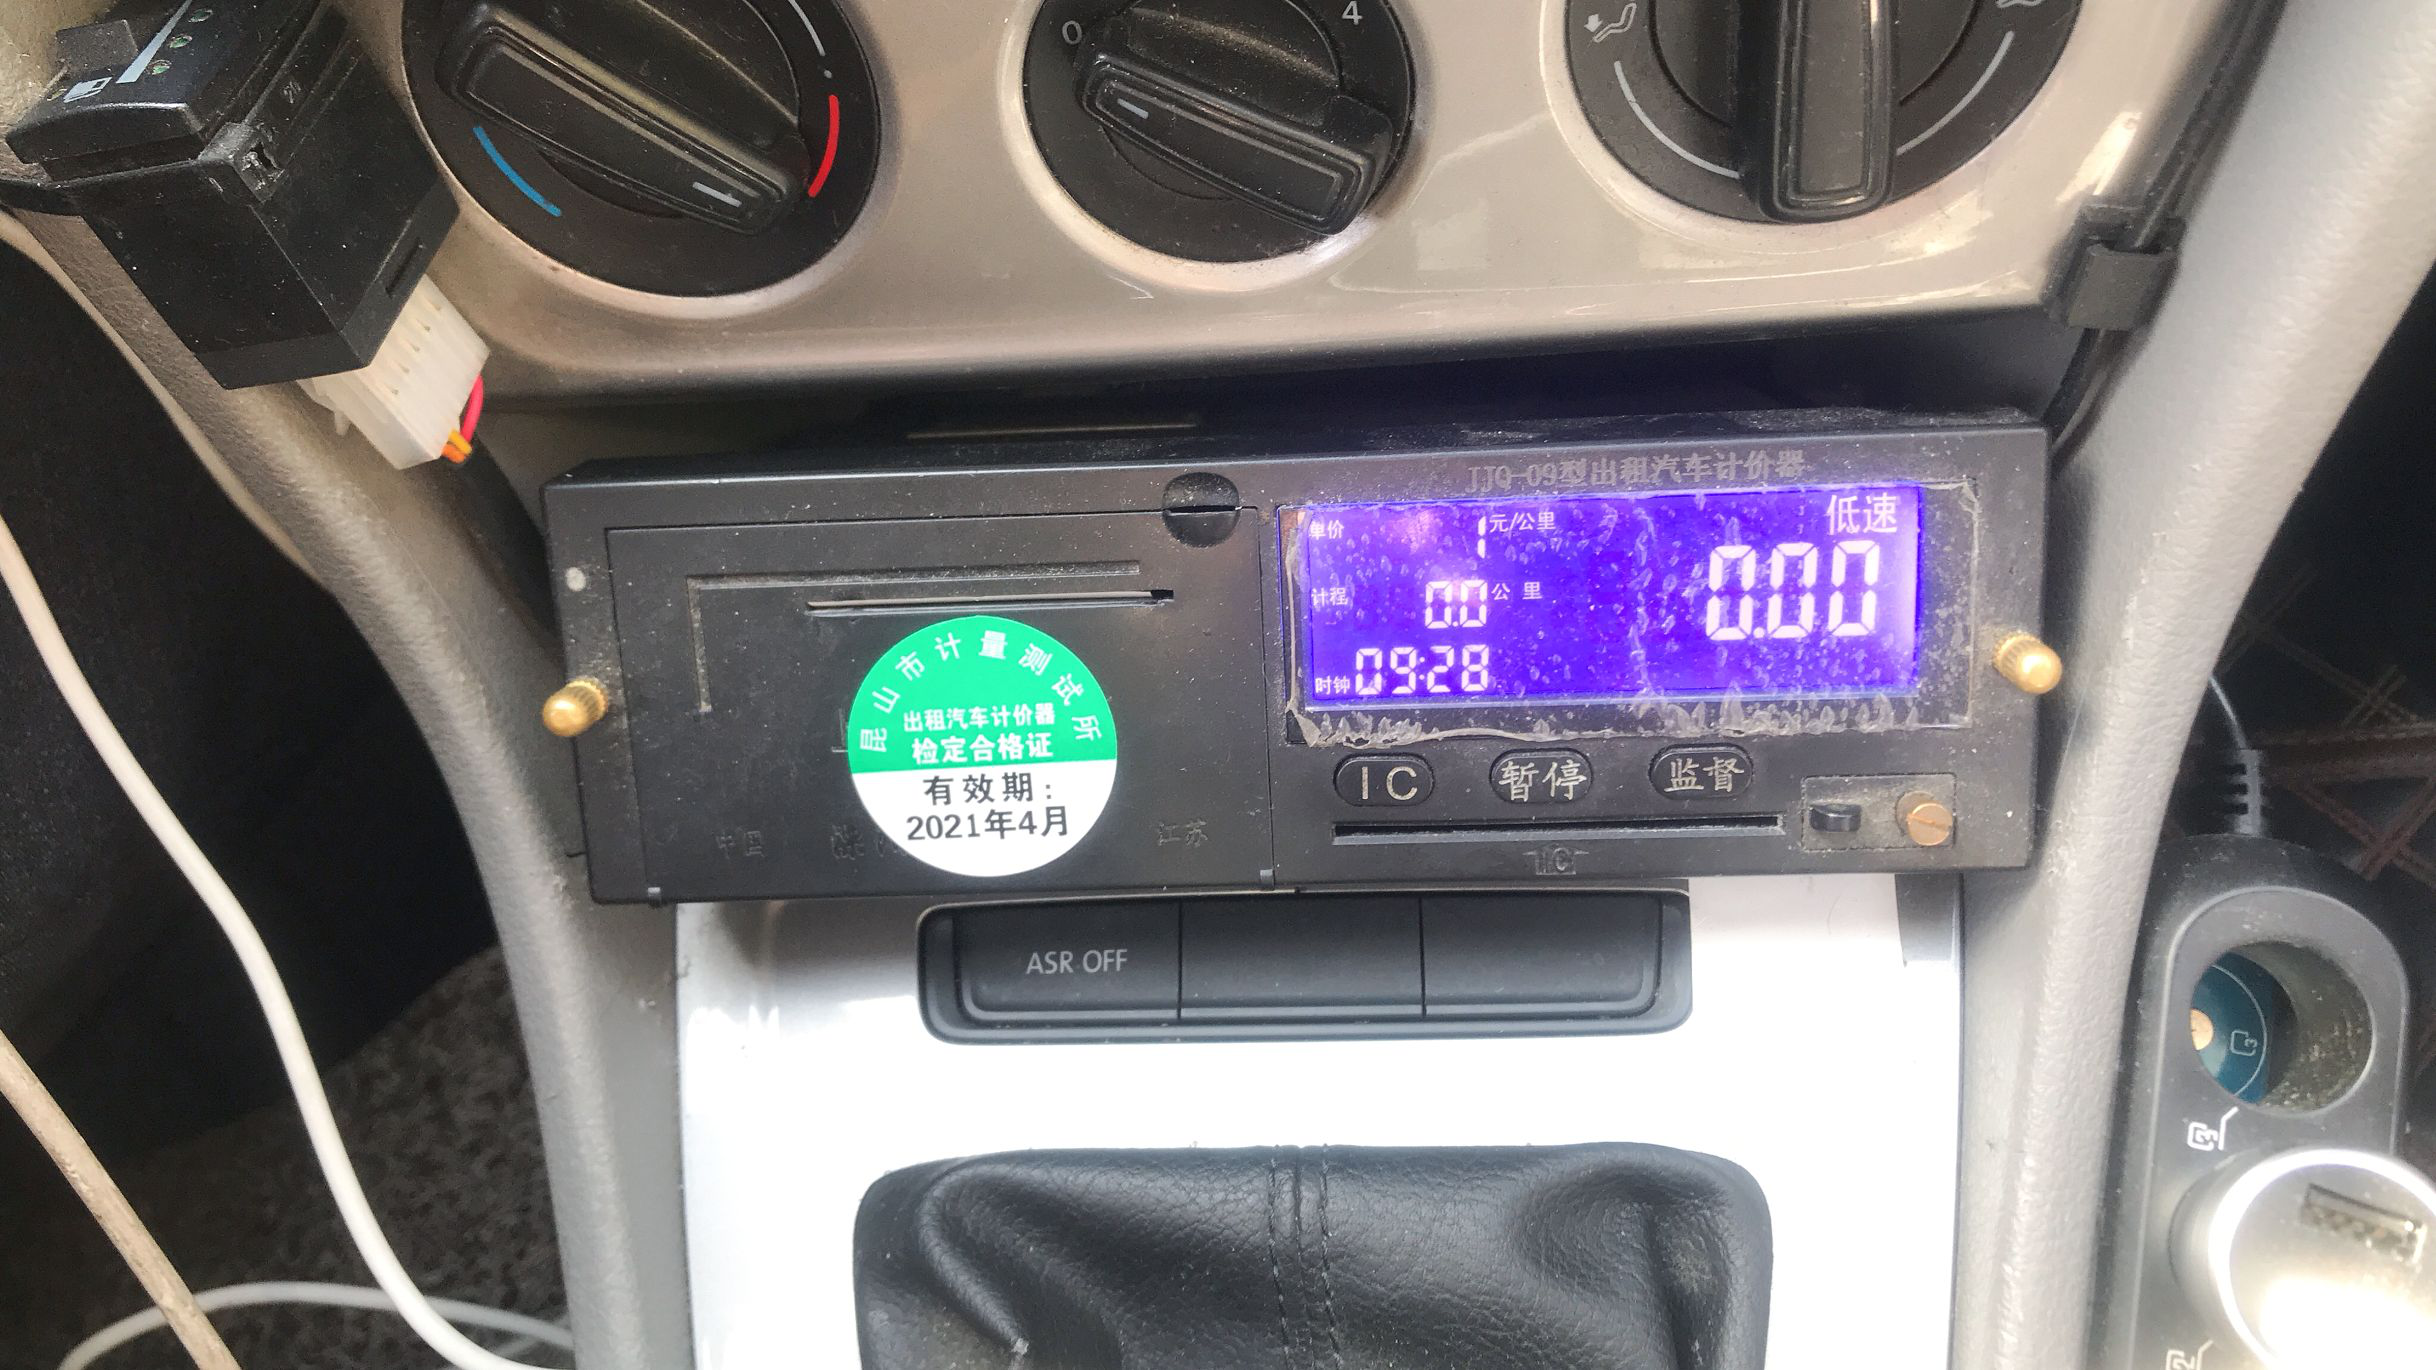 0
4
JJQ-09型出租汽车计价器
单价 1 元/公里
低速
计程 0.0 公里
0.00
时钟 09:28
昆山市计量测试所
出租汽车计价器
检定合格证
有效期:
2021年4月
IC 暂停 监督
中国
江苏
IC
ASR OFF